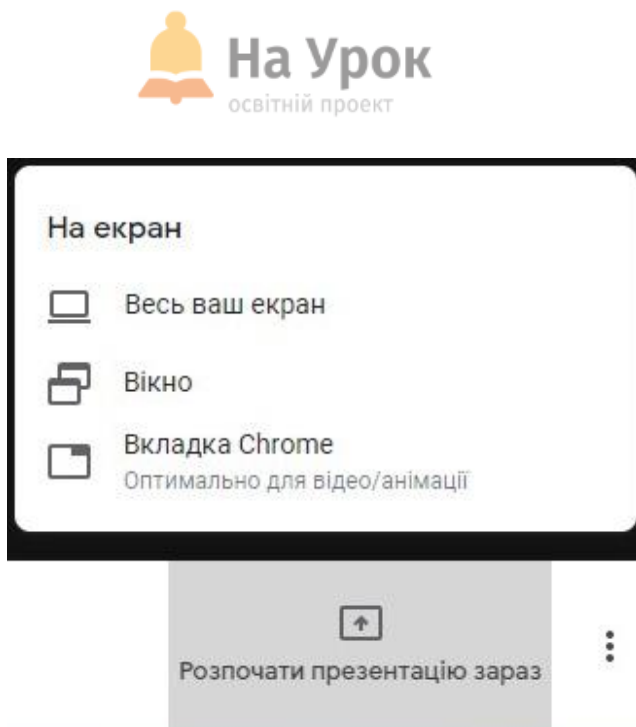 На Урок
освітній проект
На екран
Весь ваш екран
Вікно
Вкладка Chrome
Оптимально для відео/анімації
Розпочати презентацію зараз